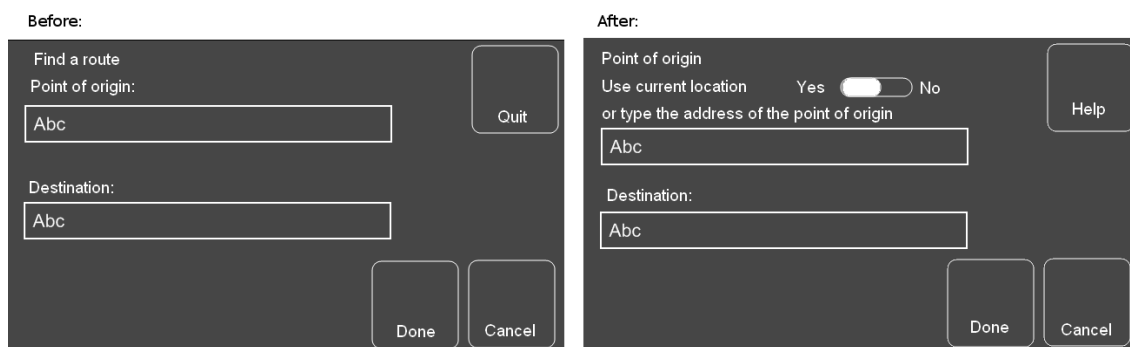 Before:
Find a route
Point of origin:
Abc
Quit
Destination:
Abc
Done
Cancel
After:
Point of origin
Use current location Yes No
or type the address of the point of origin
Abc
Help
Destination:
Abc
Done
Cancel